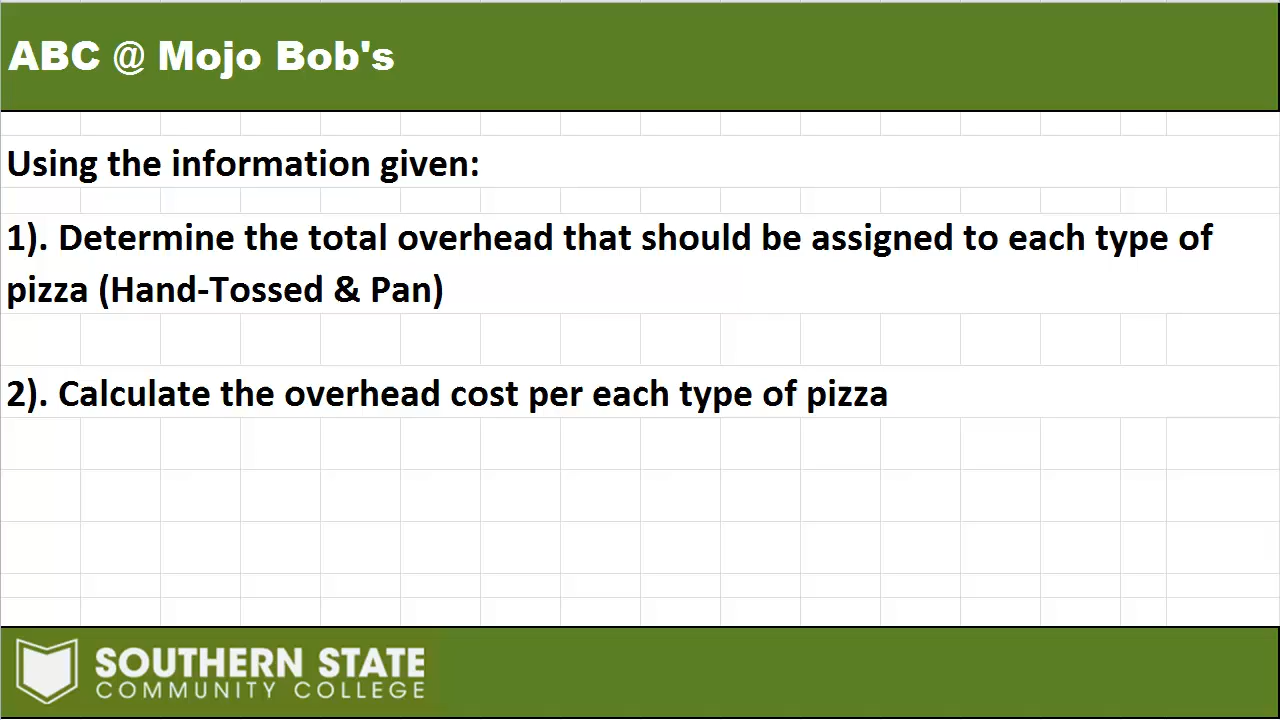 ABC @ Mojo Bob's
Using the information given:
1). Determine the total overhead that should be assigned to each type of
pizza (Hand-Tossed & Pan)
2). Calculate the overhead cost per each type of pizza
SOUTHERN STATE
COMMUNITY COLLEGE